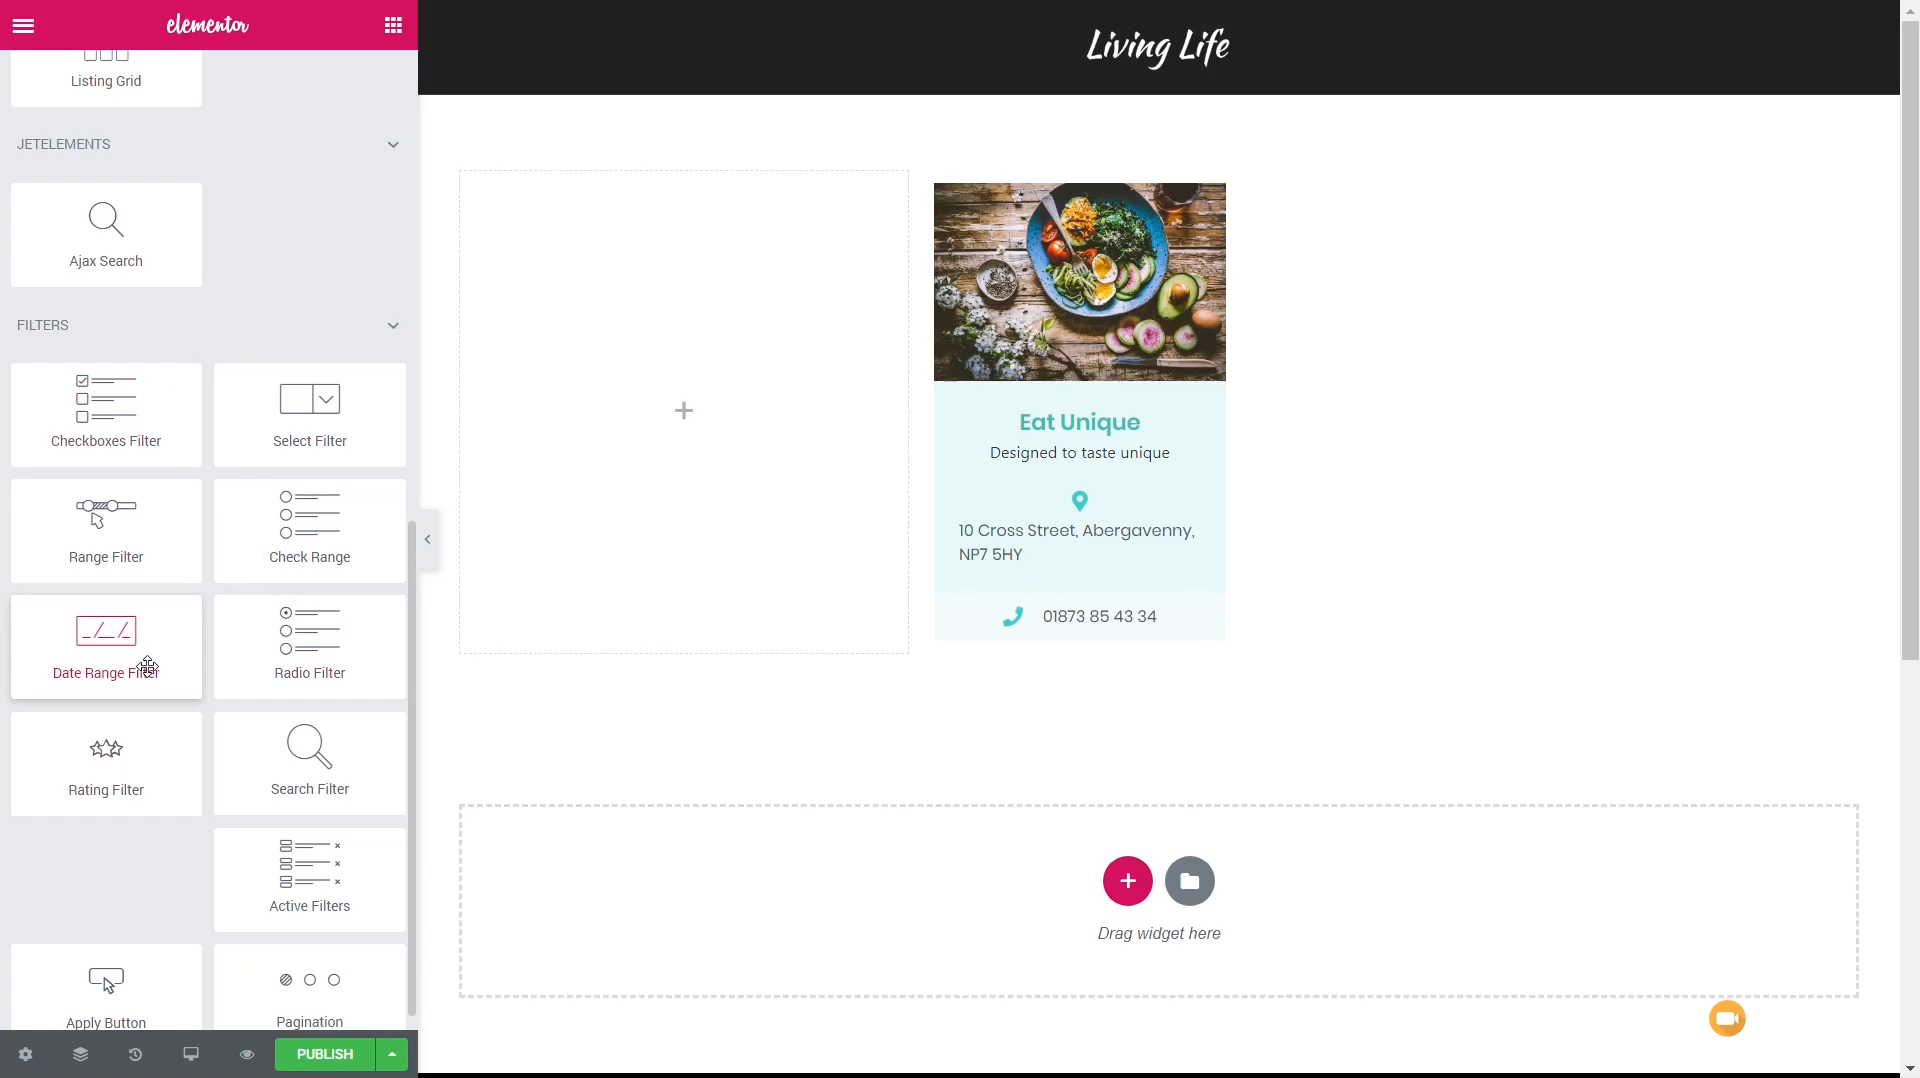 elementor
Listing Grid
JETELEMENTS
Ajax Search
FILTERS
Checkboxes Filter
Select Filter
Range Filter
Check Range
Date Range Filter
Radio Filter
Rating Filter
Search Filter
Active Filters
Apply Button
Pagination
PUBLISH
Living Life
Eat Unique
Designed to taste unique
10 Cross Street, Abergavenny,
NP7 5HY
01873 85 43 34
Drag widget here